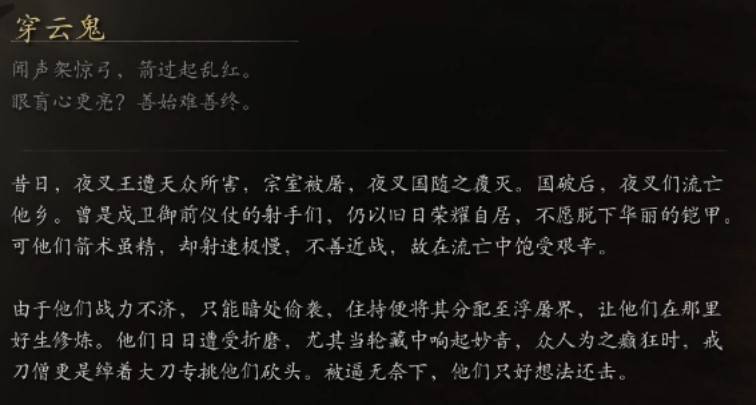 穿云鬼
闻声架惊弓，箭过起乱红。
眼盲心更亮？善始难善终。
昔日，夜叉王遭天众所害，宗室被屠，夜叉国随之覆灭。国破后，夜叉们流亡
他乡。曾是戍卫御前仪仗的射手们，仍以旧日荣耀自居，不愿脱下华丽的铠甲。
可他们箭术虽精，却射速极慢，不善近战，故在流亡中饱受艰辛。
由于他们战力不济，只能暗处偷袭，住持便将其分配至浮屠界，让他们在那里
好生修炼。他们日日遭受折磨，尤其当轮藏中响起妙音，众人为之癫狂时，戒
刀僧更是绰着大刀专挑他们砍头。被逼无奈下，他们只好想法还击。